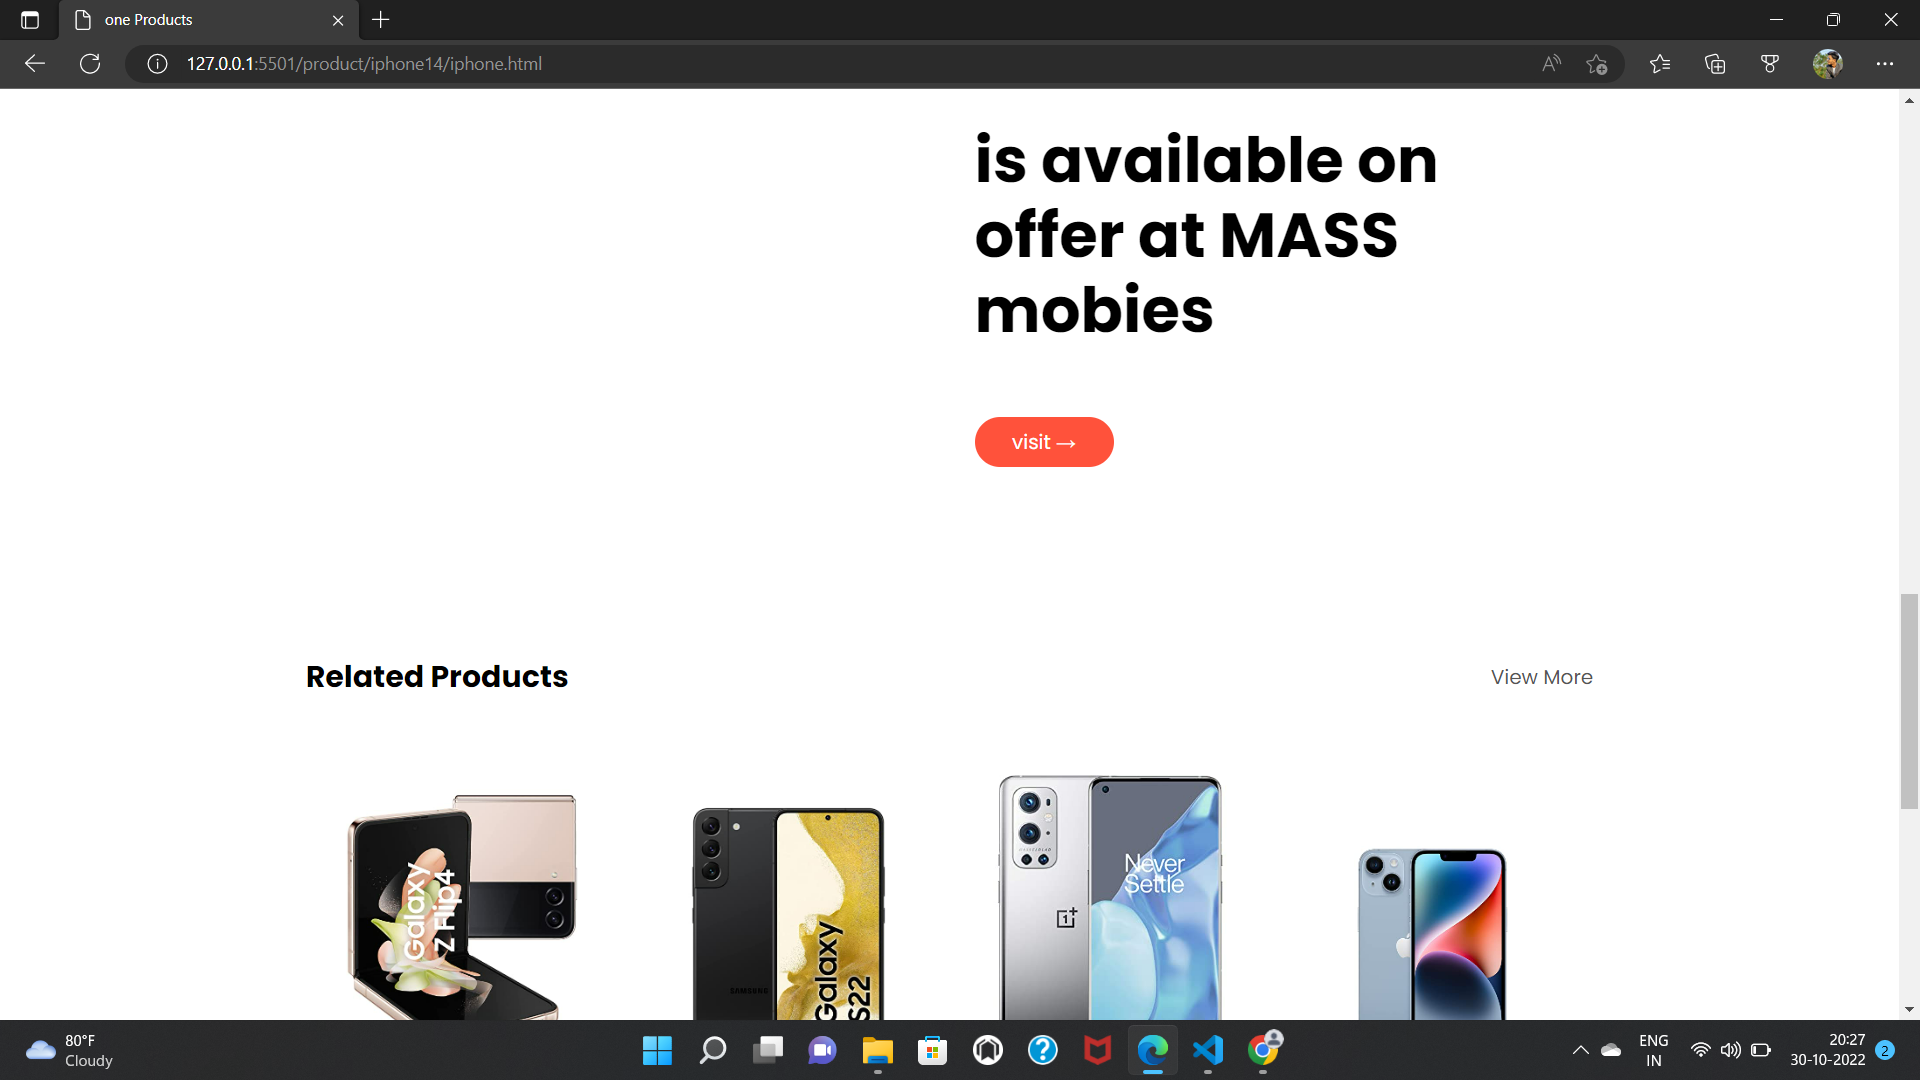 one Products
127.0.0.1:5501/product/iphone14/iphone.html
is available on
offer at MASS
mobies
visit →
Related Products
View More
Galaxy
Z Flip4
SAMSUNG
Galaxy
S22
HASSELBLAD
Never
Settle
80°F
Cloudy
ENG
IN
20:27
30-10-2022
2